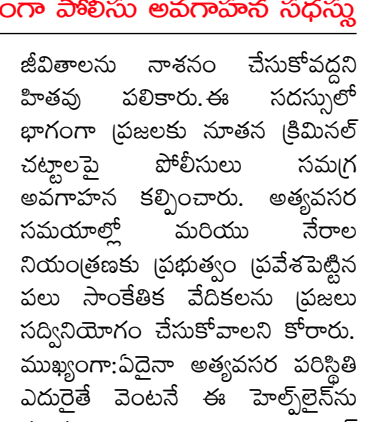 ంగా పోలీసు అవగాహన సదస్సు
జీవితాలను నాశనం చేసుకోవద్దని
హితవు పలికారు.ఈ సదస్సులో
భాగంగా ప్రజలకు నూతన క్రిమినల్
చట్టాలపై పోలీసులు సమగ్ర
అవగాహన కల్పించారు. అత్యవసర
సమయాల్లో మరియు నేరాల
నియంత్రణకు ప్రభుత్వం ప్రవేశపెట్టిన
పలు సాంకేతిక వేదికలను ప్రజలు
సద్వినియోగం చేసుకోవాలని కోరారు.
ముఖ్యంగా:ఏదైనా అత్యవసర పరిస్థితి
ఎదురైతే వెంటనే ఈ హెల్ప్‌లైన్‌ను